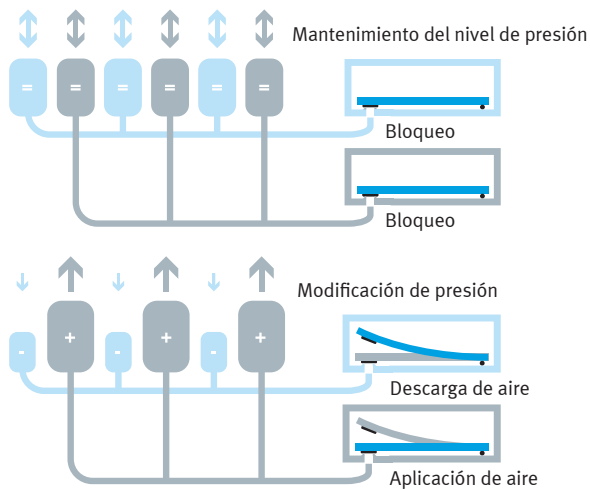 Mantenimiento del nivel de presión
= = = = = =
Bloqueo
Bloqueo
Modificación de presión
- + - + - +
Descarga de aire
Aplicación de aire